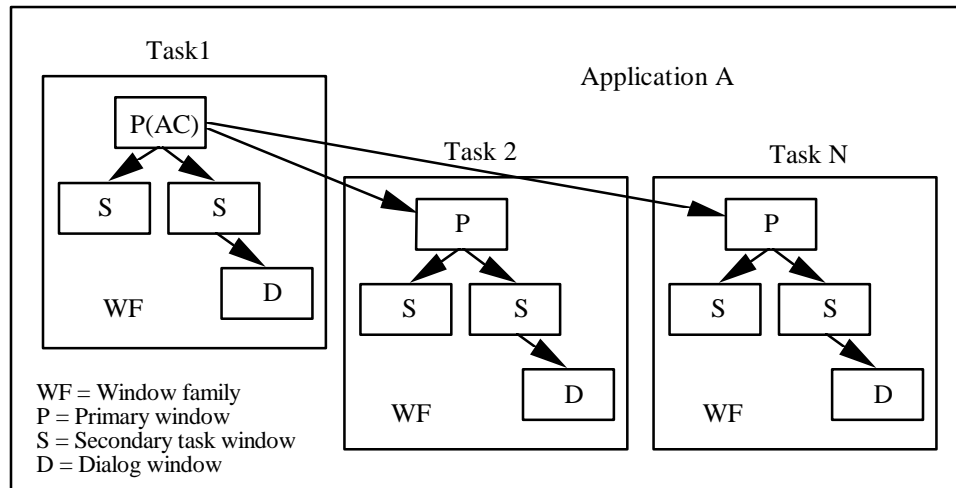 Task1
Application A
P(AC)
Task 2
Task N
S
S
P
P
D
S
S
S
S
WF
D
D
WF
WF
WF = Window family
P = Primary window
S = Secondary task window
D = Dialog window